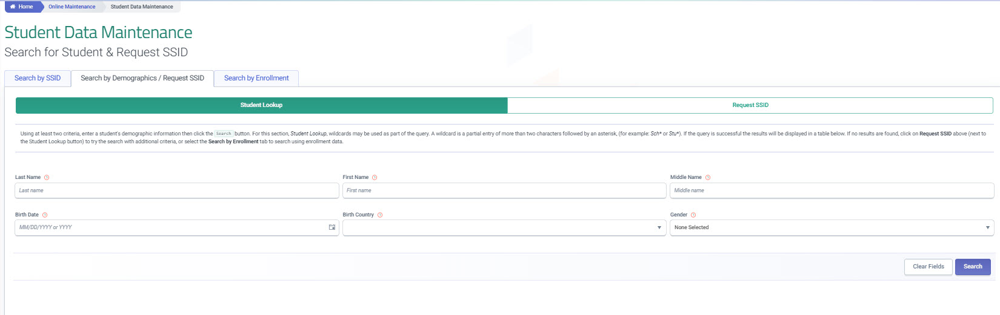 Home Online Maintenance Student Data Maintenance
Student Data Maintenance
Search for Student & Request SSID
Search by SSID Search by Demographics / Request SSID Search by Enrollment
Student Lookup Request SSID
Using at least two criteria, enter a student's demographic information then click the Search button. For this section, Student Lookup, wildcards may be used as part of the query. A wildcard is a partial entry of more than two characters followed by an asterisk, (for example: Sch* or Stu*). If the query is successful the results will be displayed in a table below. If no results are found, click on Request SSID above (next to
the Student Lookup button) to try the search with additional criteria, or select the Search by Enrollment tab to search using enrollment data.
Last Name First Name Middle Name
Last name First name Middle name
Birth Date Birth Country Gender
MM/DD/YYYY or YYYY None Selected
Clear Fields Search